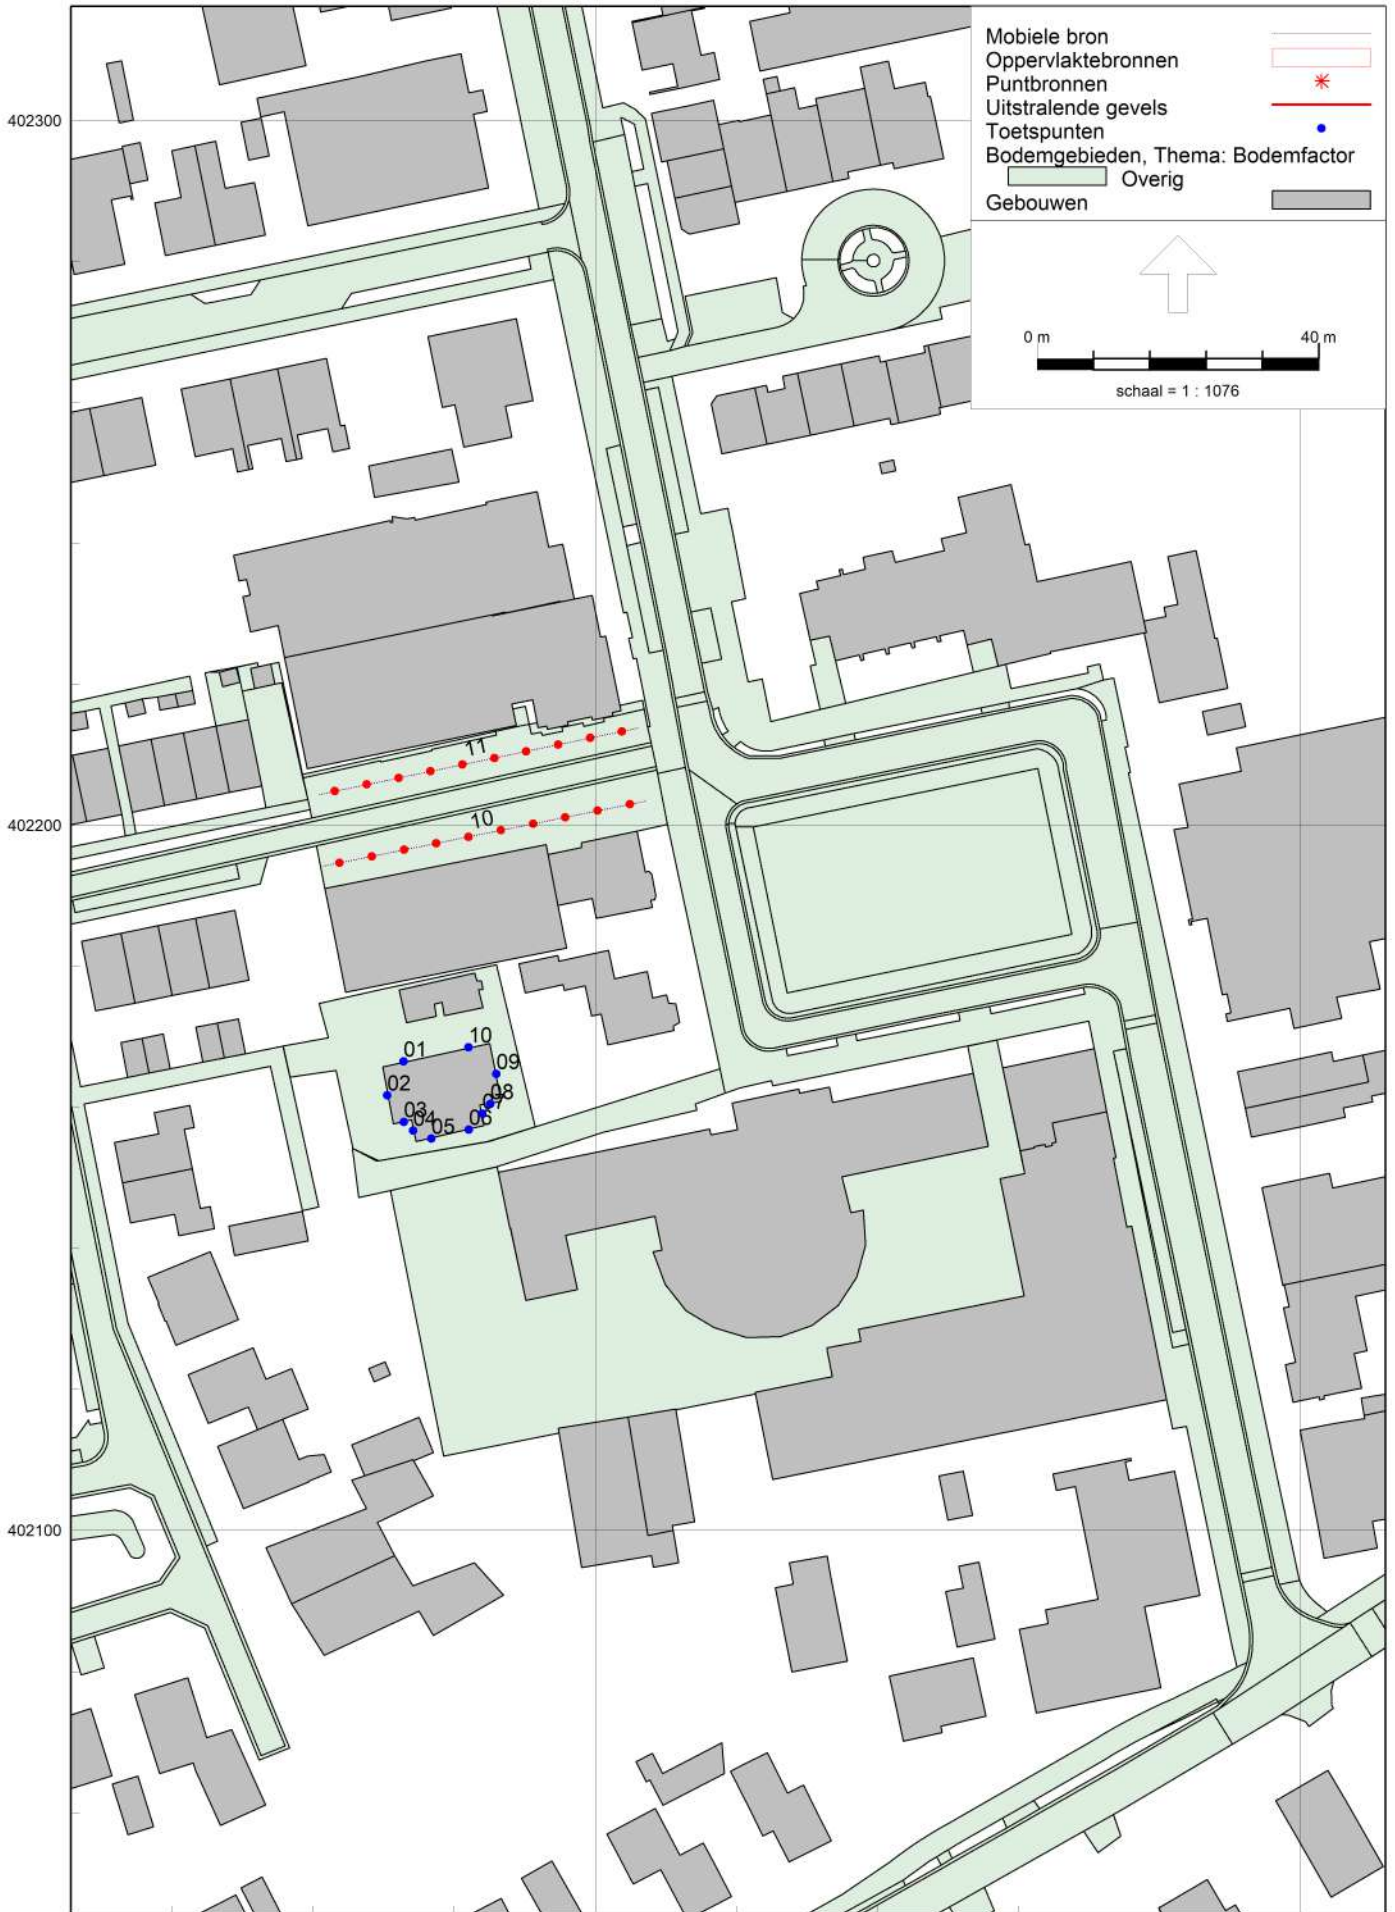 Mobiele bron
Oppervlaktebronnen
Puntbronnen
Uitstralende gevels
Toetspunten
Bodemgebieden, Thema: Bodemfactor
Overig
Gebouwen
0 m 40 m
schaal = 1 : 1076
402300
11
10
402200
10
01
09
02
08
07
03
04
06
05
402100